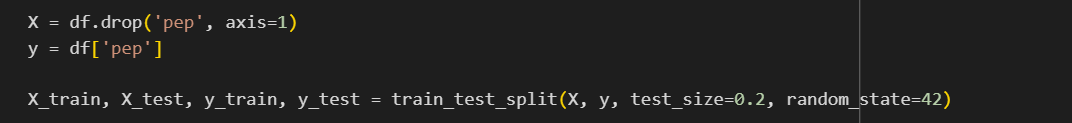 X = df.drop('pep', axis=1)
y = df['pep']
X_train, X_test, y_train, y_test = train_test_split(X, y, test_size=0.2, random_state=42)